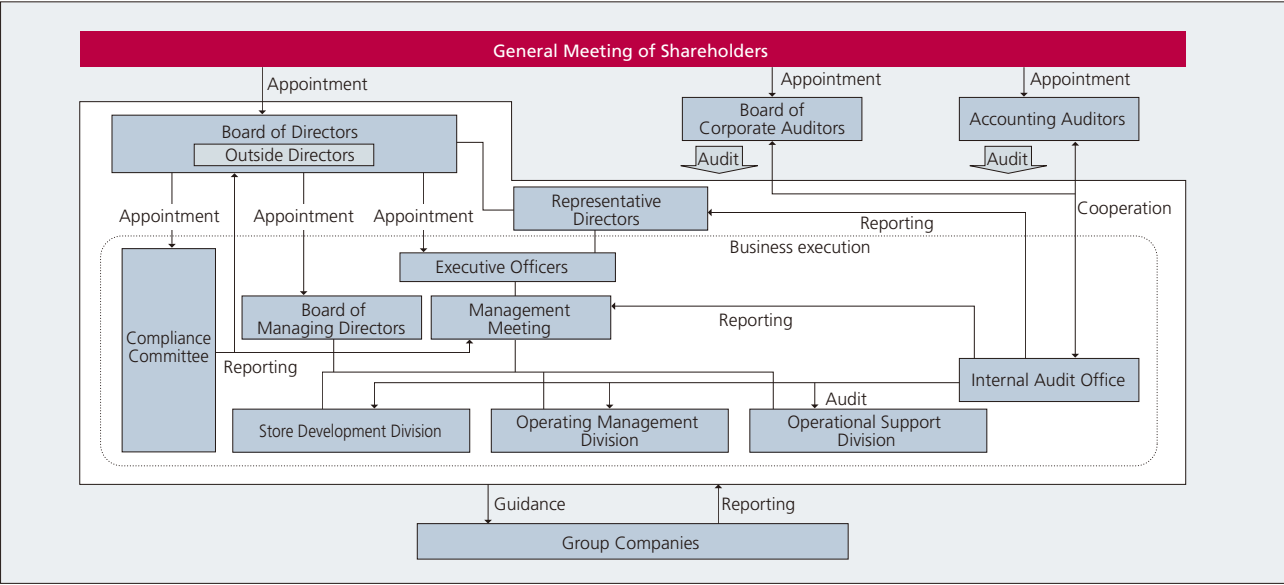 General Meeting of Shareholders
Appointment
Appointment
Appointment
Board of Directors
Outside Directors
Board of
Corporate Auditors
Accounting Auditors
Audit
Audit
Appointment
Appointment
Appointment
Representative
Directors
Reporting
Cooperation
Business execution
Executive Officers
Compliance
Committee
Board of
Managing Directors
Management
Meeting
Reporting
Reporting
Internal Audit Office
Audit
Store Development Division
Operating Management
Division
Operational Support
Division
Guidance
Reporting
Group Companies